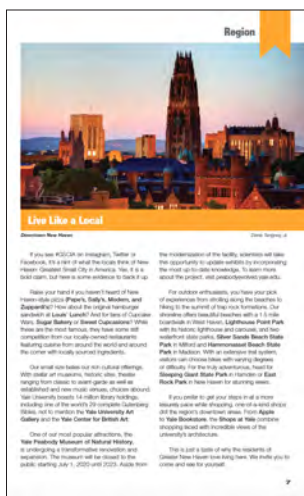 Region
Live Like a Local
Downtown New Haven
If you see #GSCIA on Instagram, Twitter or
Facebook, it's a hint of what the locals think of New
Haven: Greatest Small City in America. Yes, it is a
bold claim, but here is some evidence to back it up.
Raise your hand if you haven't heard of New
Haven-style pizza (Pepe's, Sally's, Modern, and
Zuppardi's)? How about the original hamburger
sandwich at Louis' Lunch? And for fans of Cupcake
Wars, Sugar Bakery or Sweet Cupcakes? While
these are the most famous, they have some stiff
competition from our locally-owned restaurants
featuring cuisine from around the world and around
the corner with locally sourced ingredients.
Our small size belies our rich cultural offerings.
With stellar art museums, historic sites, theater
ranging from classic to avant-garde as well as
established and new music venues, choices abound.
Yale University boasts 14 million library holdings,
including one of the world's 29 complete Gutenberg
Bibles, not to mention the Yale University Art
Gallery and the Yale Center for British Art.
One of our most popular attractions, the
Yale Peabody Museum of Natural History,
is undergoing a transformative renovation and
expansion. The museum will be closed to the
public starting July 1, 2020 until 2023. Aside from
the modernization of the facility, scientists will take
this opportunity to update exhibits by incorporating
the most up-to-date knowledge. To learn more
about the project, visit peabodyevolved.yale.edu.
For outdoors enthusiasts, you have your pick
of experiences from strolling along the beaches to
hiking to the summit of trap rock formations. Our
shoreline offers beautiful beaches with a 1.5 mile
boardwalk in West Haven, Lighthouse Point Park
with its historic lighthouse and carousel, and two
waterfront state parks, Silver Sands Beach State
Park in Milford and Hammonasset Beach State
Park in Madison. With an extensive trail system,
visitors can choose hikes with varying degrees
of difficulty. For the truly adventurous, head for
Sleeping Giant State Park in Hamden or East
Rock Park in New Haven for stunning views.
If you prefer to get your steps in at a more
leisurely pace while shopping, one-of-a-kind shops
dot the region's downtown areas. From Apple
to Yale Bookstore, the Shops at Yale combine
shopping laced with incredible views of the
university's architecture.
This is just a taste of why the residents of
Greater New Haven love living here. We invite you to
come and see for yourself.
7